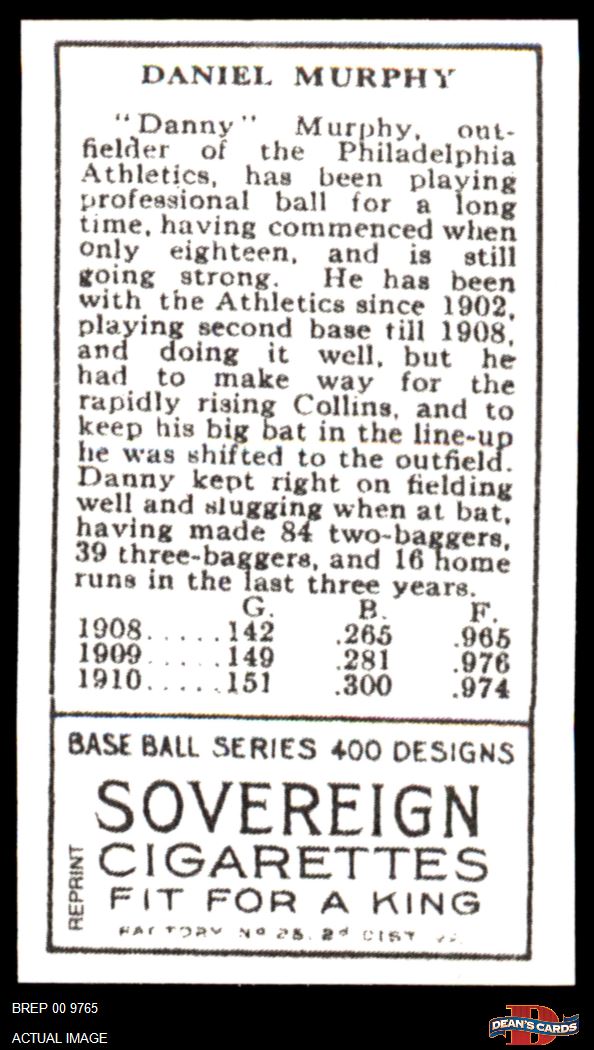 DANIEL MURPHY
"Danny" Murphy, out-
fielder of the Philadelphia
Athletics, has been playing
professional ball for a long
time, having commenced when
only eighteen, and is still
going strong. He has been
with the Athletics since 1902,
playing second base till 1908,
and doing it well, but he
had to make way for the
rapidly rising Collins, and to
keep his big bat in the line-up
he was shifted to the outfield.
Danny kept right on fielding
well and slugging when at bat,
having made 84 two-baggers,
39 three-baggers, and 16 home
runs in the last three years.
G. B. F.
1908.....142 .265 .965
1909.....149 .281 .976
1910.....151 .300 .974
BASE BALL SERIES 400 DESIGNS
SOVEREIGN
CIGARETTES
FIT FOR A KING
REPRINT
FACTORY No 25, 2d DIST VA.
BREP 00 9765
ACTUAL IMAGE
D
DEAN'S CARDS